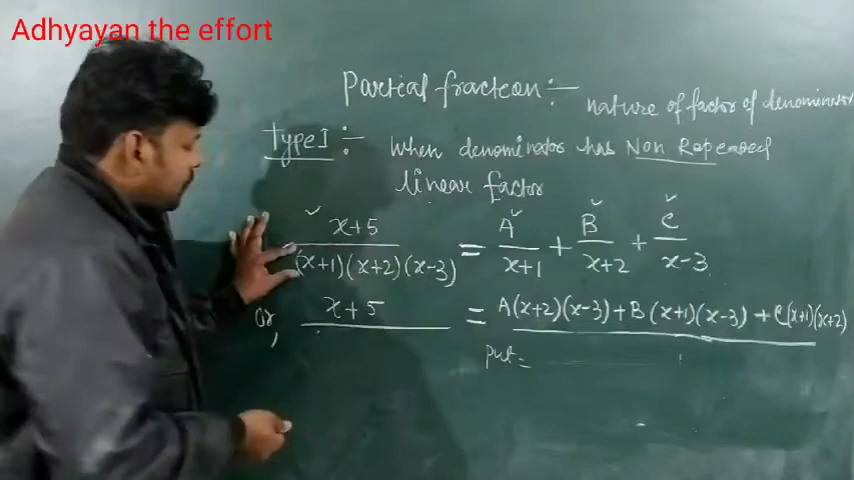 Adhyayan the effort
Partial fraction :-
nature of factor of denominator
Type I :- When denominator has Non Repeated
linear factor
x+5 / (x+1)(x+2)(x-3) = A / x+1 + B / x+2 + C / x-3
or, x+5 = A(x+2)(x-3) + B(x+1)(x-3) + C(x+1)(x+2)
Put =